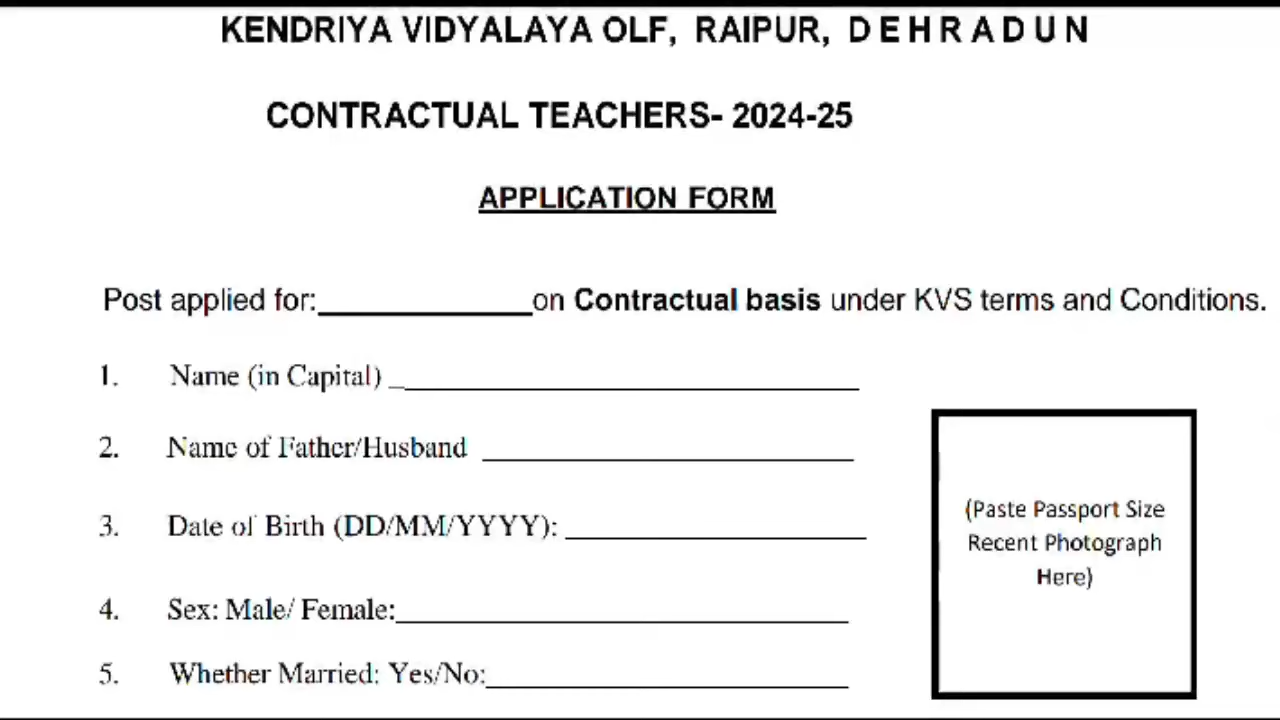 KENDRIYA VIDYALAYA OLF, RAIPUR, D E H R A D U N
CONTRACTUAL TEACHERS- 2024-25
APPLICATION FORM
Post applied for:______________on Contractual basis under KVS terms and Conditions.
1. Name (in Capital) _______________________________
2. Name of Father/Husband _________________________
3. Date of Birth (DD/MM/YYYY): ____________________
4. Sex: Male/ Female:______________________________
5. Whether Married: Yes/No:________________________
(Paste Passport Size
Recent Photograph
Here)